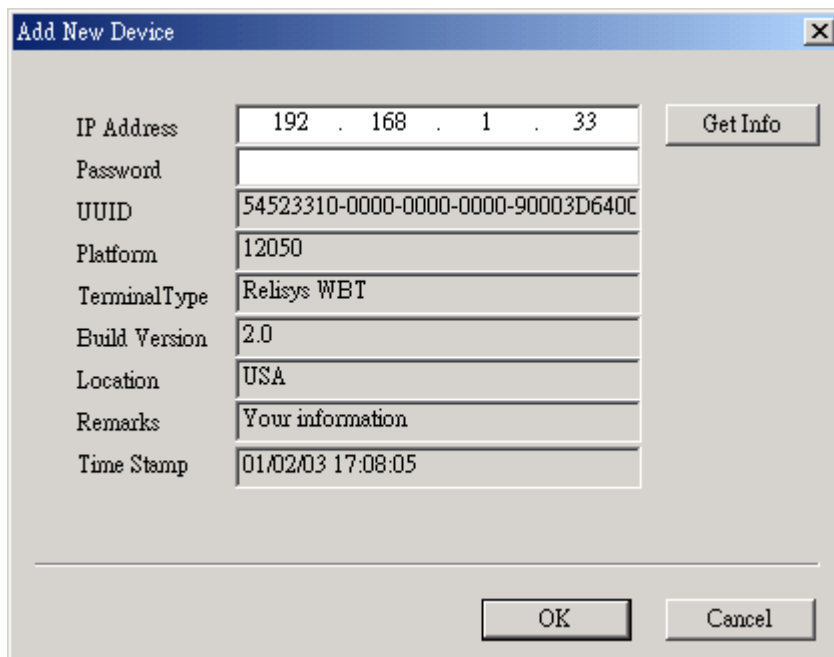 Add New Device
IP Address 192 . 168 . 1 . 33 Get Info
Password
UUID 54523310-0000-0000-0000-90003D640C
Platform 12050
TerminalType Relisys WBT
Build Version 2.0
Location USA
Remarks Your information
Time Stamp 01/02/03 17:08:05
OK Cancel